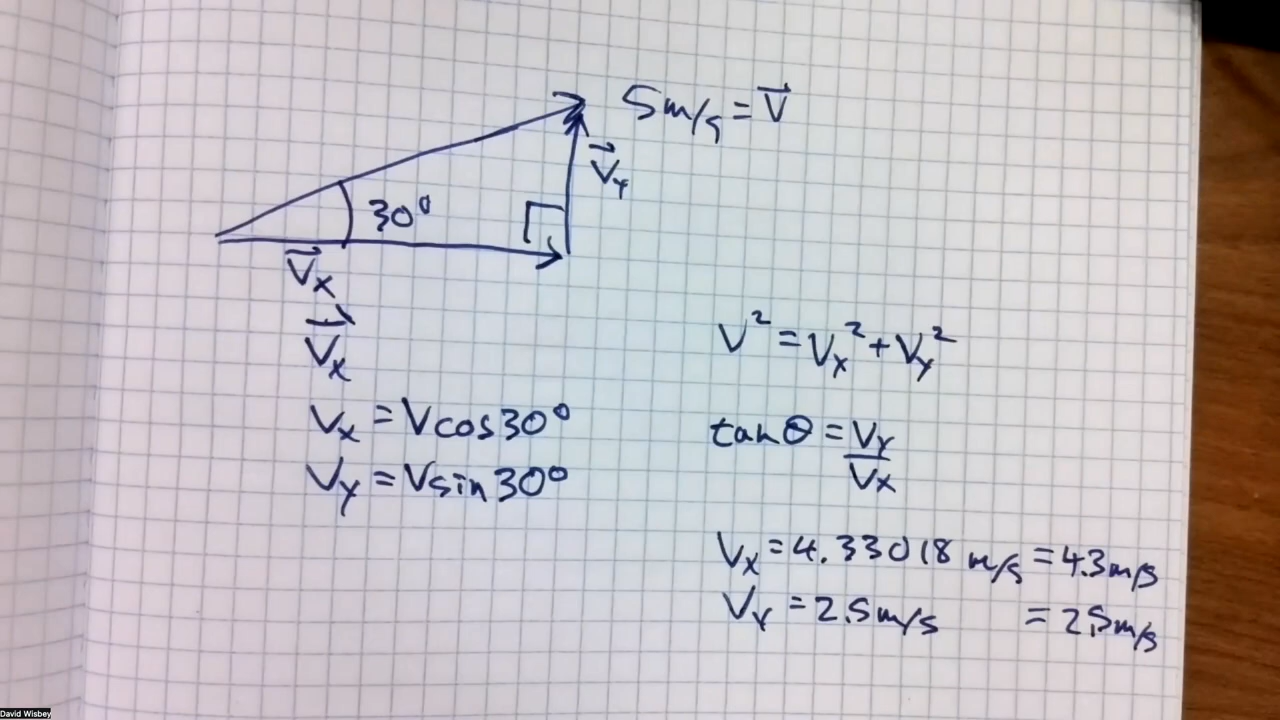 5m/s = V⃗
V⃗y
30°
V⃗x
V⃗x
Vx = Vcos30°
Vy = Vsin30°
V² = Vx² + Vy²
tanθ = Vy/Vx
Vx = 4.33018 m/s = 4.3m/s
Vy = 2.5m/s = 2.5m/s
David Wisbey